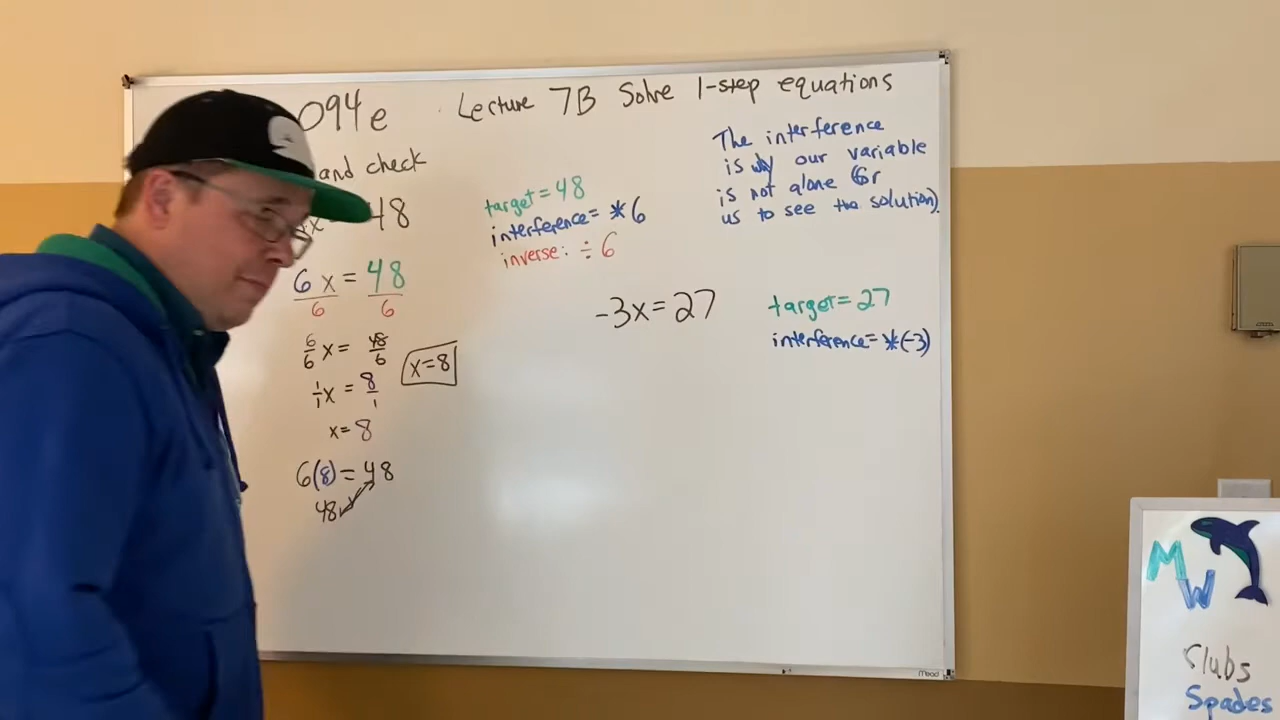 094e
Lecture 7B Solve 1-step equations
and check
48
6x = 48
6 6
6/6 x = 48/6
1/1 x = 8/1
x = 8
x = 8
6(8) = 48
48 ✓
target = 48
interference = *6
inverse: ÷ 6
The interference
is why our variable
is not alone (for
us to see the solution).
-3x = 27
target = 27
interference = *(-3)
Mead
MW
Clubs
Spades